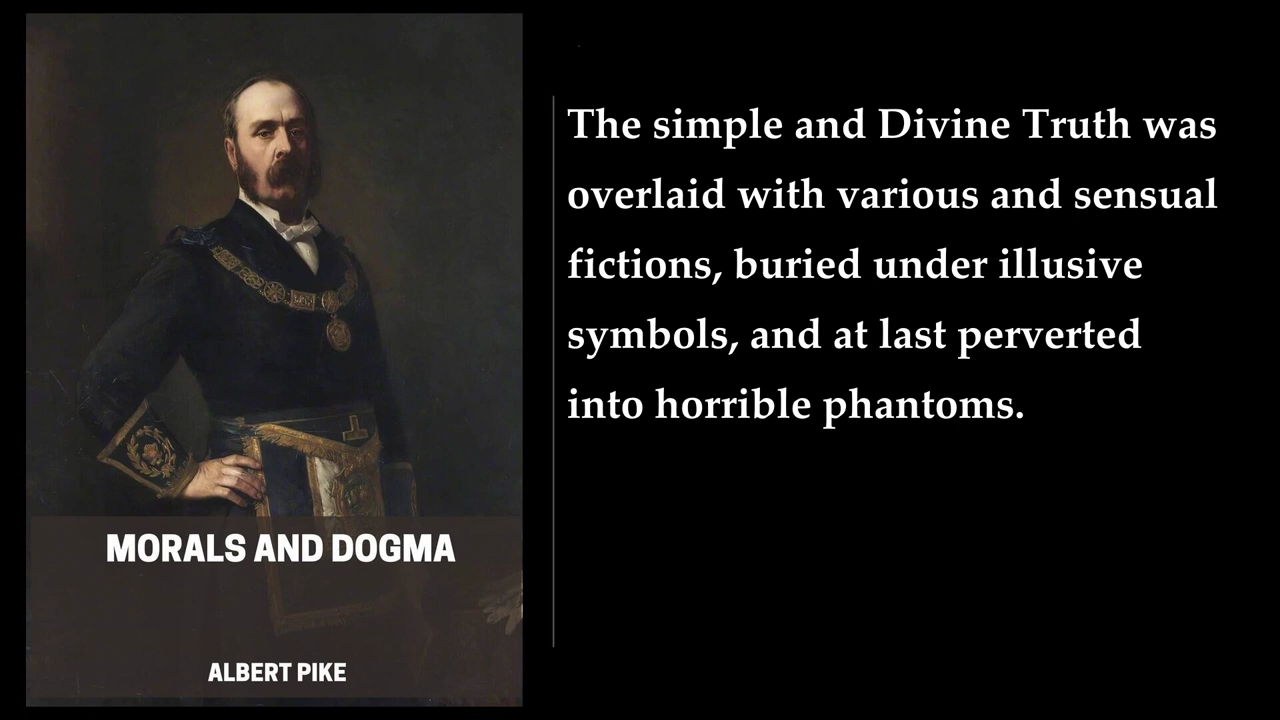 MORALS AND DOGMA
ALBERT PIKE
The simple and Divine Truth was
overlaid with various and sensual
fictions, buried under illusive
symbols, and at last perverted
into horrible phantoms.